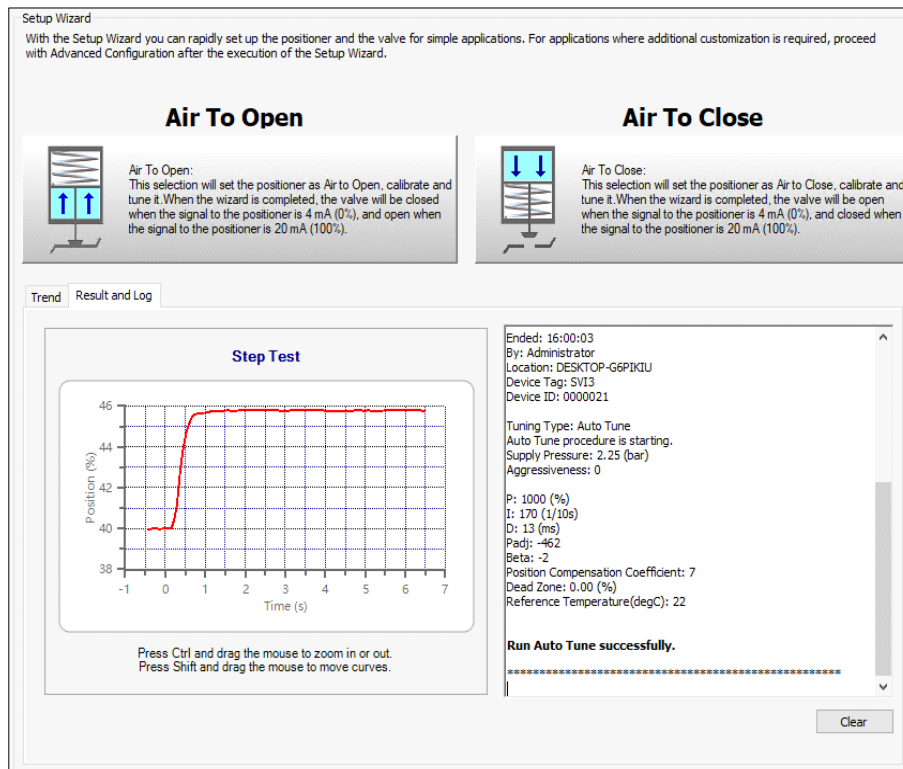 Setup Wizard
With the Setup Wizard you can rapidly set up the positioner and the valve for simple applications. For applications where additional customization is required, proceed
with Advanced Configuration after the execution of the Setup Wizard.
Air To Open
Air To Open:
This selection will set the positioner as Air to Open, calibrate and
tune it.When the wizard is completed, the valve will be closed
when the signal to the positioner is 4 mA (0%), and open when
the signal to the positioner is 20 mA (100%).
Air To Close
Air To Close:
This selection will set the positioner as Air to Close, calibrate and
tune it.When the wizard is completed, the valve will be open
when the signal to the positioner is 4 mA (0%), and closed when
the signal to the positioner is 20 mA (100%).
Trend
Result and Log
Step Test
46
44
42
40
38
Position (%)
-1 0 1 2 3 4 5 6 7
Time (s)
Press Ctrl and drag the mouse to zoom in or out.
Press Shift and drag the mouse to move curves.
Ended: 16:00:03
By: Administrator
Location: DESKTOP-G6PIKIU
Device Tag: SVI3
Device ID: 0000021
Tuning Type: Auto Tune
Auto Tune procedure is starting.
Supply Pressure: 2.25 (bar)
Aggressiveness: 0
P: 1000 (%)
I: 170 (1/10s)
D: 13 (ms)
Padj: -462
Beta: -2
Position Compensation Coefficient: 7
Dead Zone: 0.00 (%)
Reference Temperature(degC): 22
Run Auto Tune successfully.
****************************************************
Clear